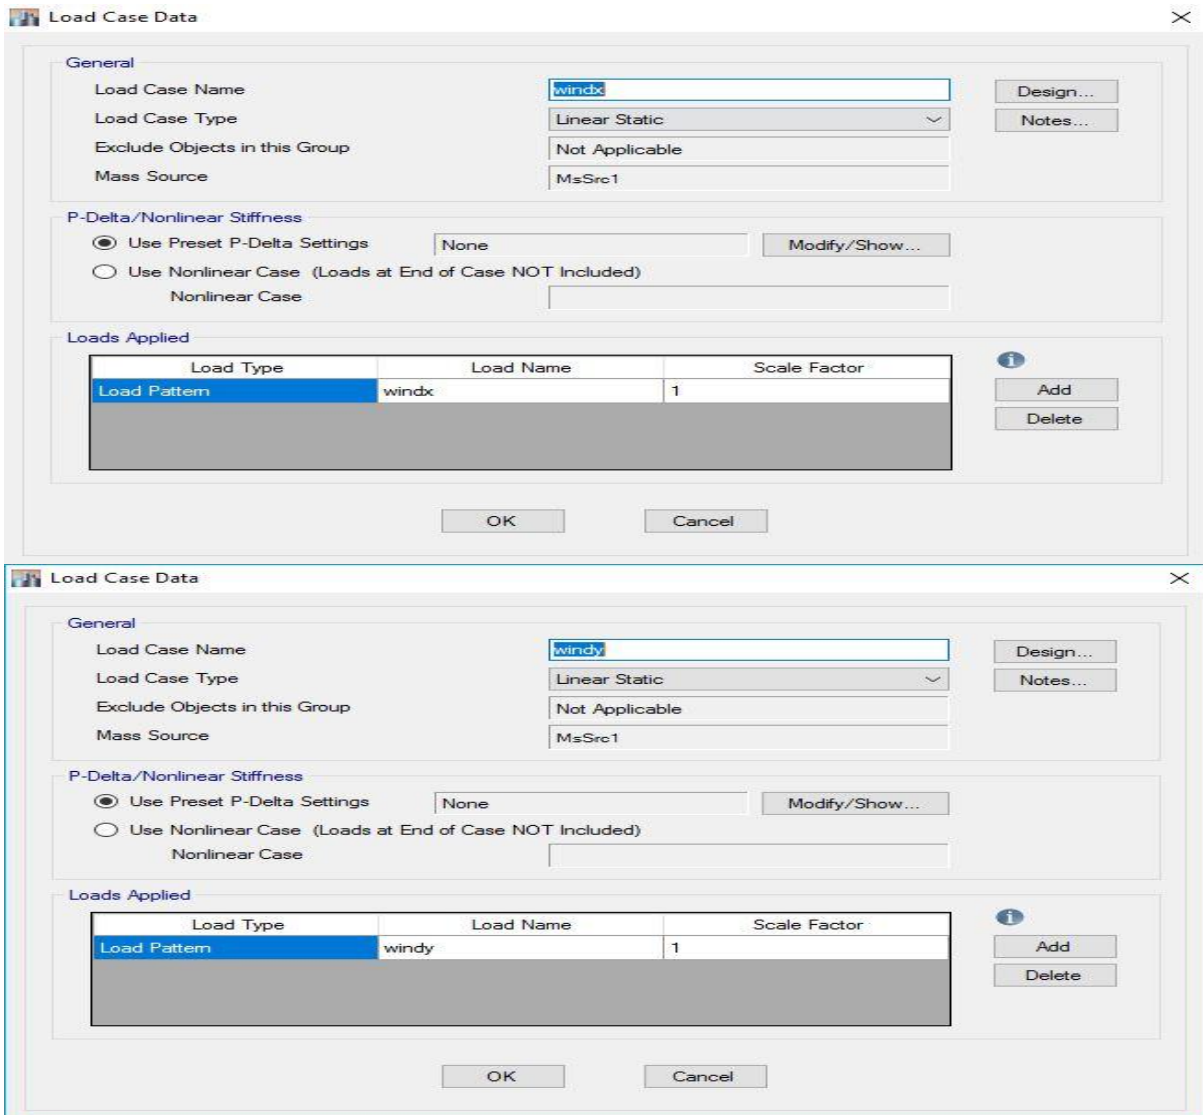 Load Case Data
General
Load Case Name windx Design...
Load Case Type Linear Static Notes...
Exclude Objects in this Group Not Applicable
Mass Source MsSrc1
P-Delta/Nonlinear Stiffness
Use Preset P-Delta Settings None Modify/Show...
Use Nonlinear Case (Loads at End of Case NOT Included)
Nonlinear Case
Loads Applied
Load Type Load Name Scale Factor
Load Pattern windx 1 Add
Delete
OK Cancel
Load Case Data
General
Load Case Name windy Design...
Load Case Type Linear Static Notes...
Exclude Objects in this Group Not Applicable
Mass Source MsSrc1
P-Delta/Nonlinear Stiffness
Use Preset P-Delta Settings None Modify/Show...
Use Nonlinear Case (Loads at End of Case NOT Included)
Nonlinear Case
Loads Applied
Load Type Load Name Scale Factor
Load Pattern windy 1 Add
Delete
OK Cancel